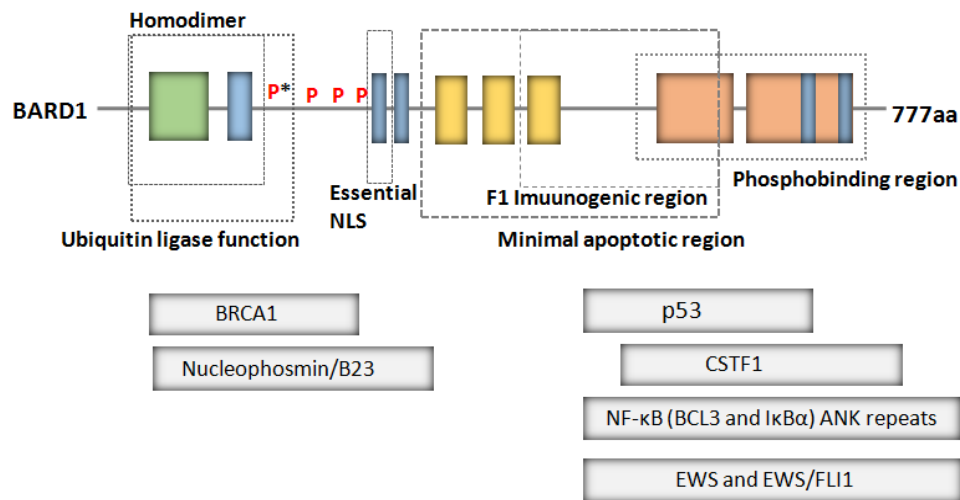 Homodimer
P* P P P
BARD1
777aa
Essential
NLS
F1 Imuunogenic region
Phosphobinding region
Ubiquitin ligase function
Minimal apoptotic region
BRCA1
p53
Nucleophosmin/B23
CSTF1
NF-κB (BCL3 and IκBα) ANK repeats
EWS and EWS/FLI1